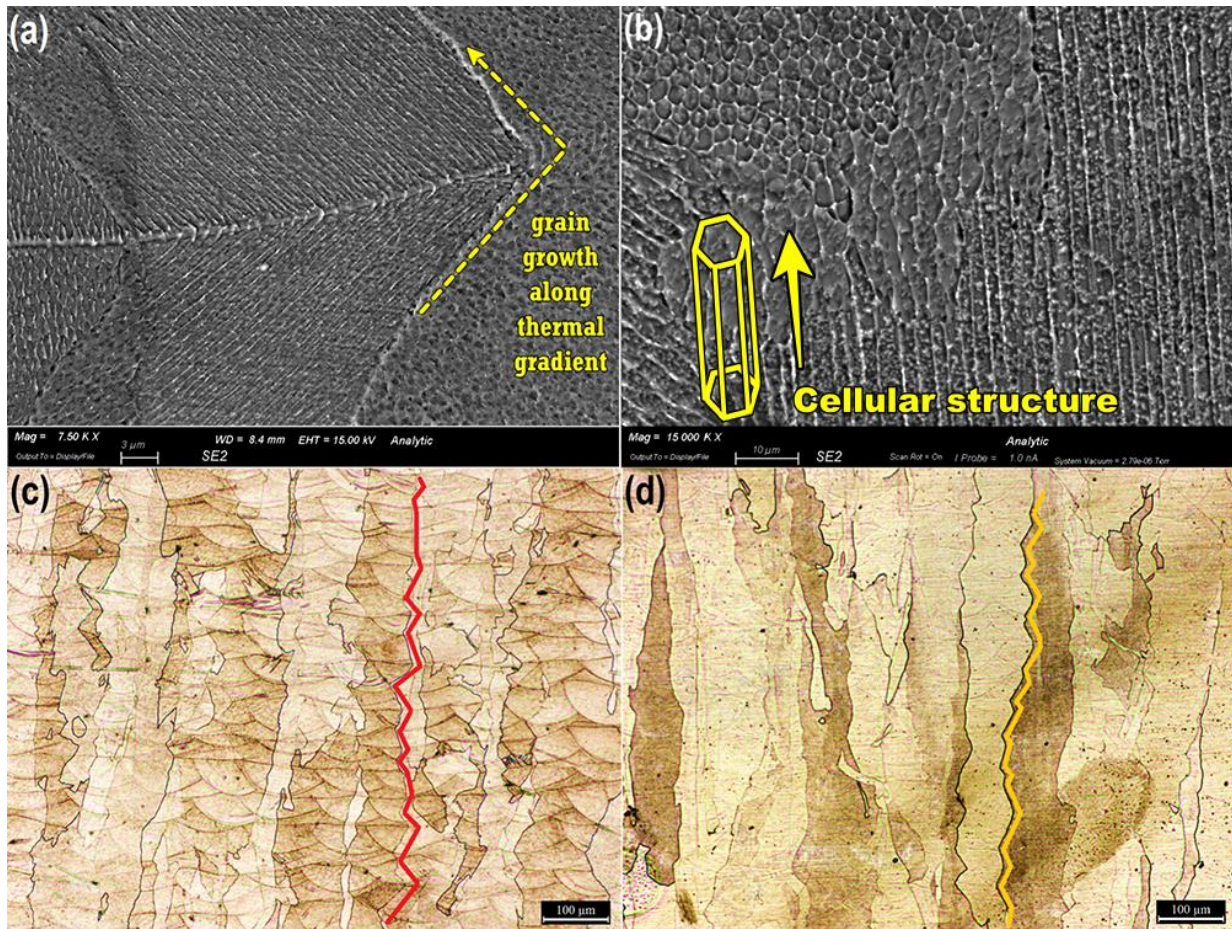 (a)
grain
growth
along
thermal
gradient
Mag = 7.50 K X
3 µm
WD = 8.4 mm
EHT = 15.00 kV
Analytic
Output To = Display/File
SE2
(b)
Cellular structure
Mag = 15 000 K X
10 µm
Analytic
Output To = Display/File
SE2
Scan Rot = On
I Probe = 1.0 nA
System Vacuum = 2.79e-06 Torr
(c)
100 µm
(d)
100 µm